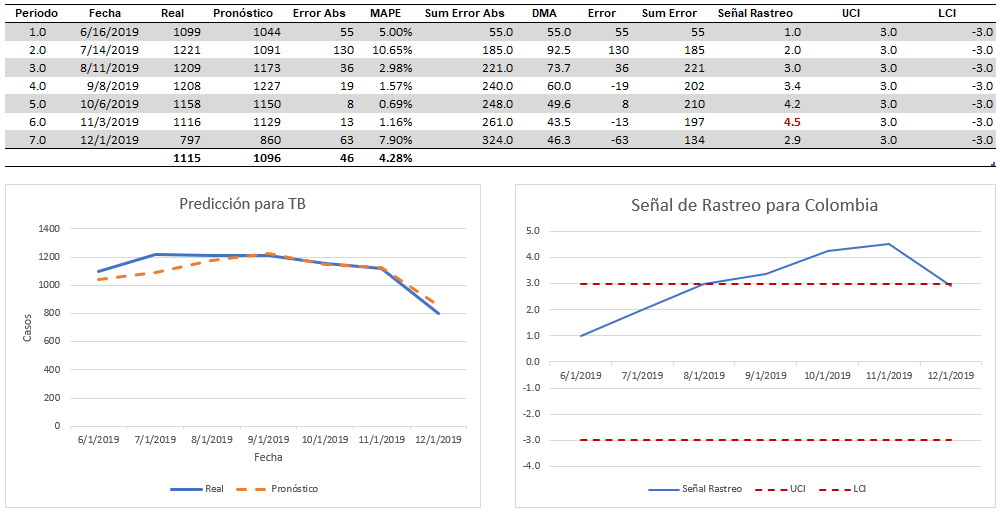 Periodo Fecha Real Pronóstico Error Abs MAPE Sum Error Abs DMA Error Sum Error Señal Rastreo UCI LCI
1.0 6/16/2019 1099 1044 55 5.00% 55.0 55.0 55 55 1.0 3.0 -3.0
2.0 7/14/2019 1221 1091 130 10.65% 185.0 92.5 130 185 2.0 3.0 -3.0
3.0 8/11/2019 1209 1173 36 2.98% 221.0 73.7 36 221 3.0 3.0 -3.0
4.0 9/8/2019 1208 1227 19 1.57% 240.0 60.0 -19 202 3.4 3.0 -3.0
5.0 10/6/2019 1158 1150 8 0.69% 248.0 49.6 8 210 4.2 3.0 -3.0
6.0 11/3/2019 1116 1129 13 1.16% 261.0 43.5 -13 197 4.5 3.0 -3.0
7.0 12/1/2019 797 860 63 7.90% 324.0 46.3 -63 134 2.9 3.0 -3.0
1115 1096 46 4.28%
Predicción para TB
1400
1200
1000
800
600
400
200
0
Casos
6/1/2019 7/1/2019 8/1/2019 9/1/2019 10/1/2019 11/1/2019 12/1/2019
Fecha
Real Pronóstico
Señal de Rastreo para Colombia
5.0
4.0
3.0
2.0
1.0
0.0
6/1/2019 7/1/2019 8/1/2019 9/1/2019 10/1/2019 11/1/2019 12/1/2019
-1.0
-2.0
-3.0
-4.0
Señal Rastreo UCI LCI